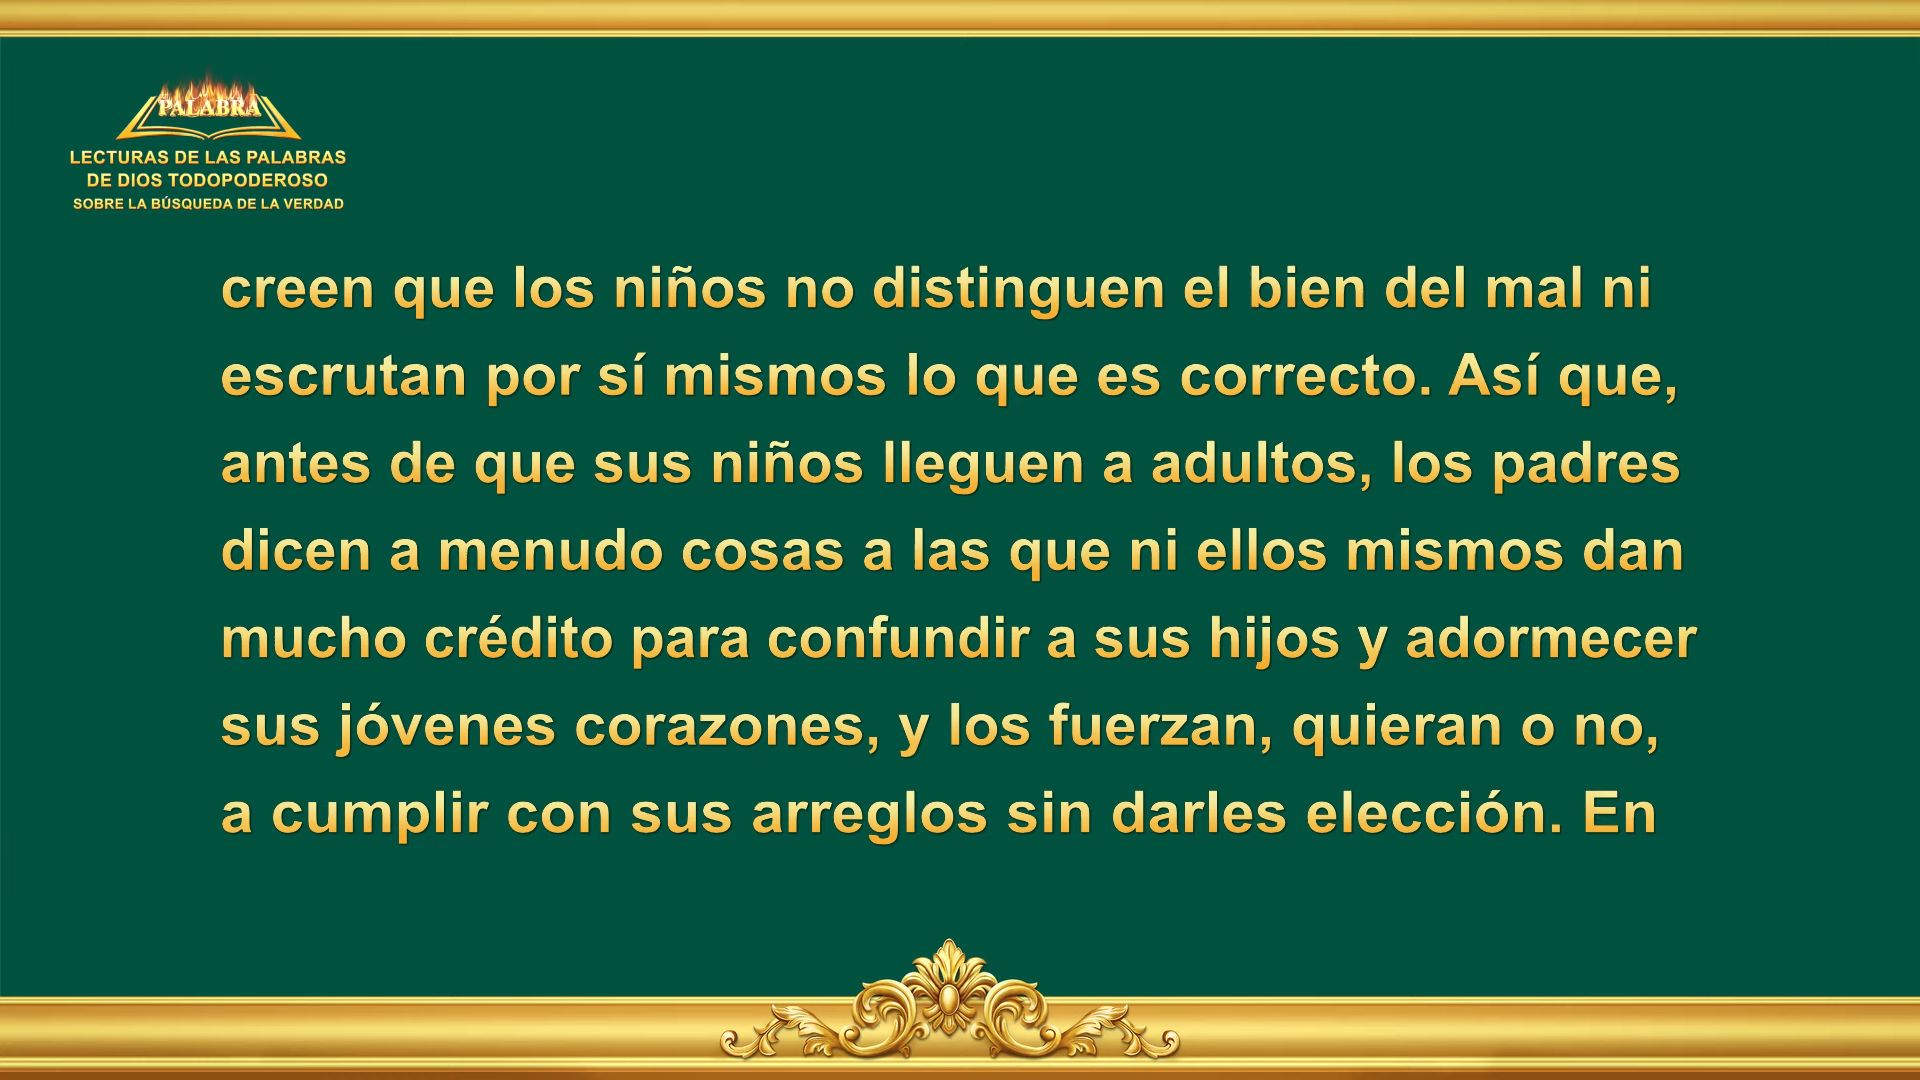 PALABRA
LECTURAS DE LAS PALABRAS
DE DIOS TODOPODEROSO
SOBRE LA BÚSQUEDA DE LA VERDAD
creen que los niños no distinguen el bien del mal ni
escrutan por sí mismos lo que es correcto. Así que,
antes de que sus niños lleguen a adultos, los padres
dicen a menudo cosas a las que ni ellos mismos dan
mucho crédito para confundir a sus hijos y adormecer
sus jóvenes corazones, y los fuerzan, quieran o no,
a cumplir con sus arreglos sin darles elección. En